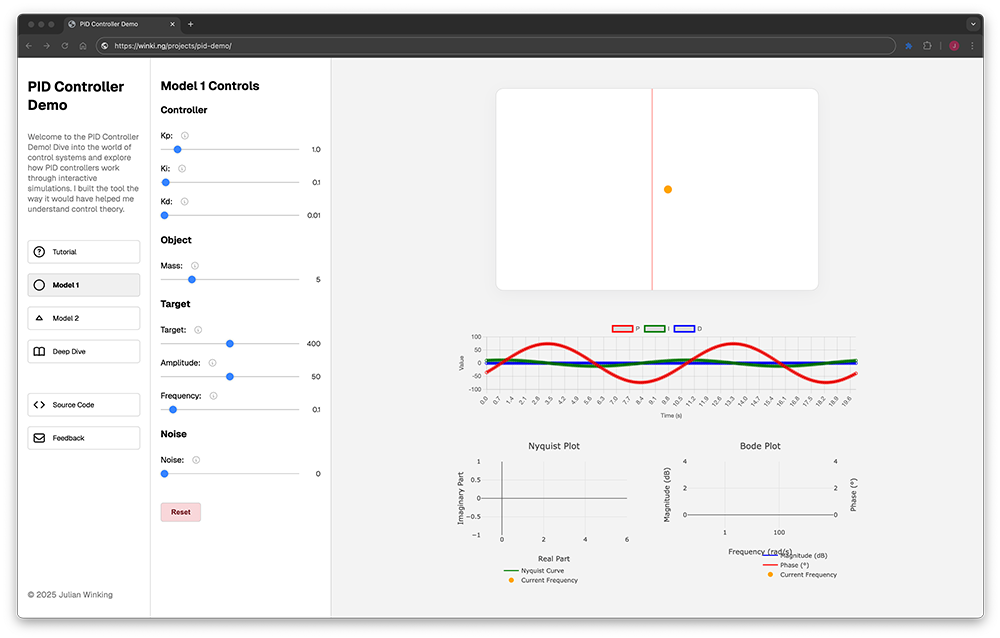 PID Controller Demo
https://winki.ng/projects/pid-demo/
J
PID Controller
Demo
Welcome to the PID Controller
Demo! Dive into the world of
control systems and explore
how PID controllers work
through interactive
simulations. I built the tool the
way it would have helped me
understand control theory.
Tutorial
Model 1
Model 2
Deep Dive
Source Code
Feedback
© 2025 Julian Winking
Model 1 Controls
Controller
Kp:
1.0
Ki:
0.1
Kd:
0.01
Object
Mass:
5
Target
Target:
400
Amplitude:
50
Frequency:
0.1
Noise
Noise:
0
Reset
P I D
Value
100
50
0
-50
-100
0.0 0.7 1.4 2.1 2.8 3.5 4.2 4.9 5.6 6.3 7.0 7.7 8.4 9.1 9.8 10.5 11.2 11.9 12.6 13.3 14.0 14.7 15.4 16.1 16.8 17.5 18.2 18.9 19.6
Time (s)
Nyquist Plot
Imaginary Part
1
0.5
0
−0.5
−1
0 2 4 6
Real Part
Nyquist Curve
Current Frequency
Bode Plot
Magnitude (dB)
4
2
0
4
2
0
Phase (°)
1 100
Frequency (rad/s)
Magnitude (dB)
Phase (°)
Current Frequency